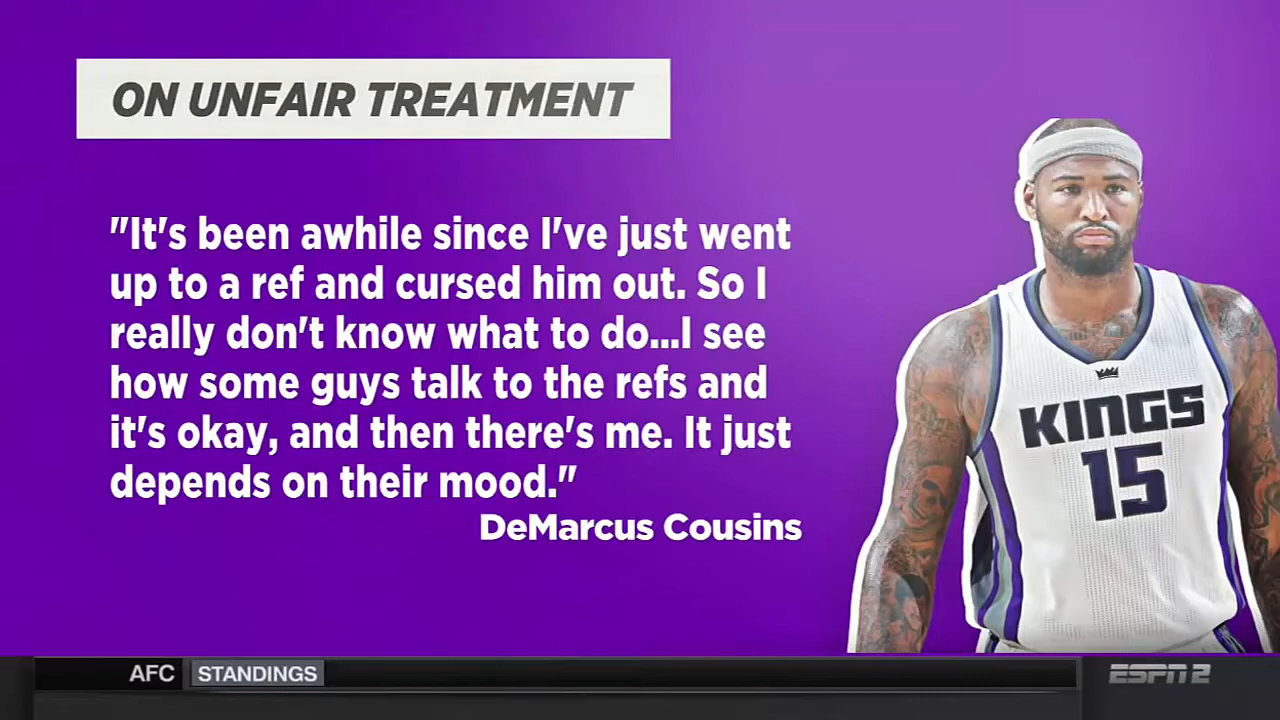 ON UNFAIR TREATMENT
"It's been awhile since I've just went
up to a ref and cursed him out. So I
really don't know what to do...I see
how some guys talk to the refs and
it's okay, and then there's me. It just
depends on their mood."
DeMarcus Cousins
KINGS
15
AFC STANDINGS
ESPN2